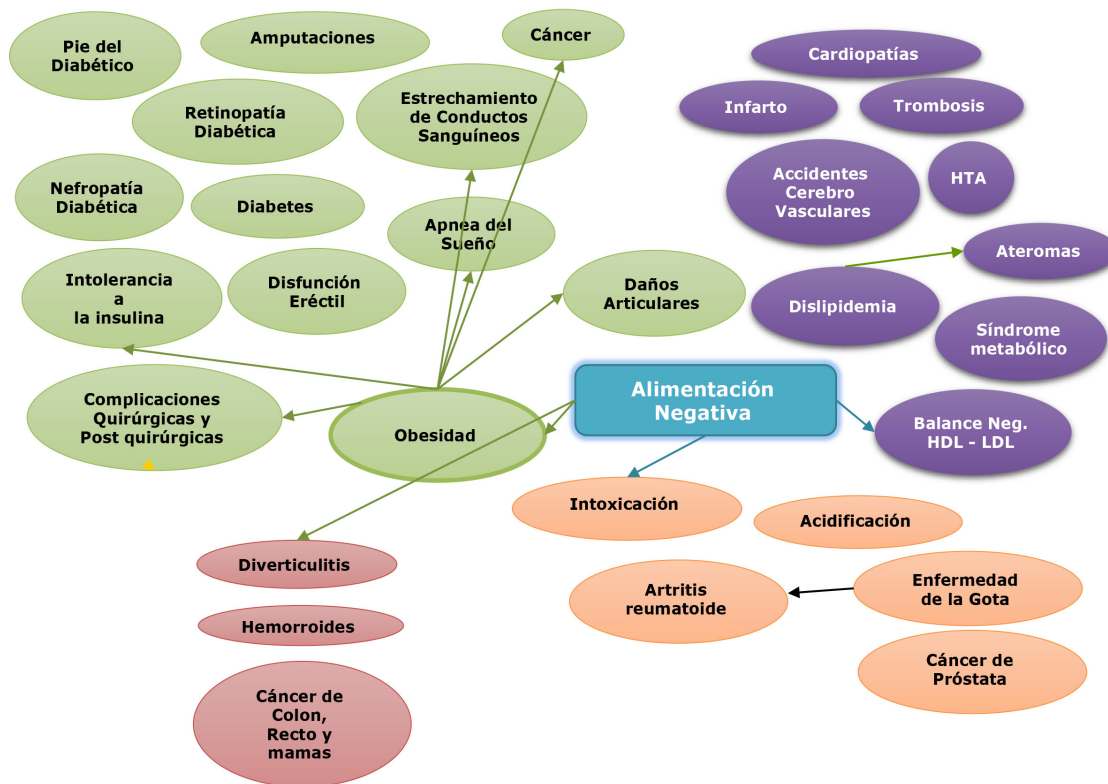 Pie del
Diabético
Amputaciones
Cáncer
Cardiopatías
Retinopatía
Diabética
Estrechamiento
de Conductos
Sanguíneos
Infarto
Trombosis
Nefropatía
Diabética
Diabetes
Apnea del
Sueño
Accidentes
Cerebro
Vasculares
HTA
Intolerancia
a
la insulina
Disfunción
Eréctil
Daños
Articulares
Dislipidemia
Ateromas
Síndrome
metabólico
Complicaciones
Quirúrgicas y
Post quirúrgicas
Obesidad
Alimentación
Negativa
Balance Neg.
HDL – LDL
Intoxicación
Acidificación
Diverticulitis
Artritis
reumatoide
Enfermedad
de la Gota
Hemorroides
Cáncer de
Próstata
Cáncer de
Colon,
Recto y
mamas